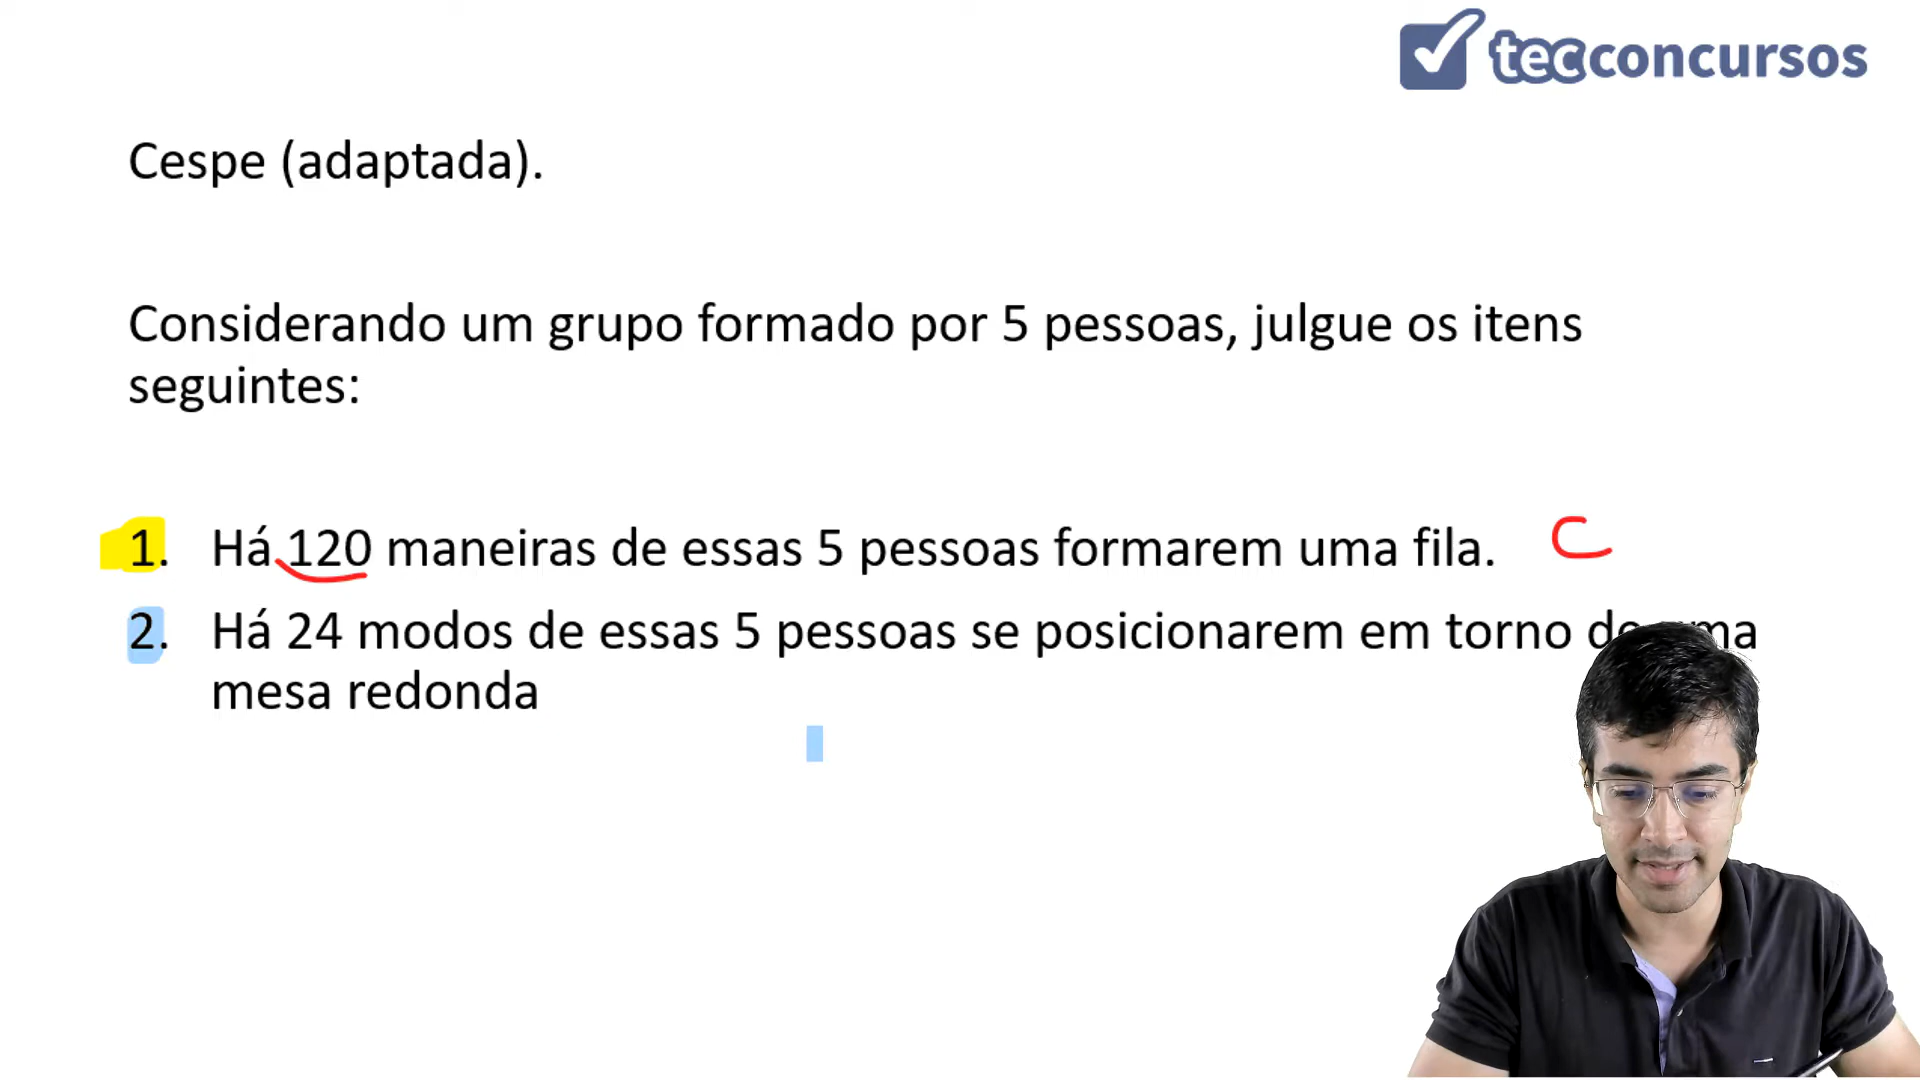 tecconcursos
Cespe (adaptada).
Considerando um grupo formado por 5 pessoas, julgue os itens
seguintes:
1. Há 120 maneiras de essas 5 pessoas formarem uma fila. C
2. Há 24 modos de essas 5 pessoas se posicionarem em torno de uma
mesa redonda